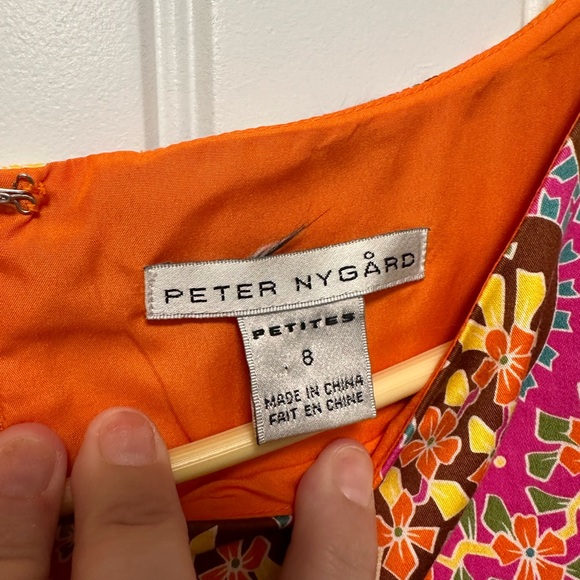 PETER NYGÅRD
PETITES
8
MADE IN CHINA
FAIT EN CHINE